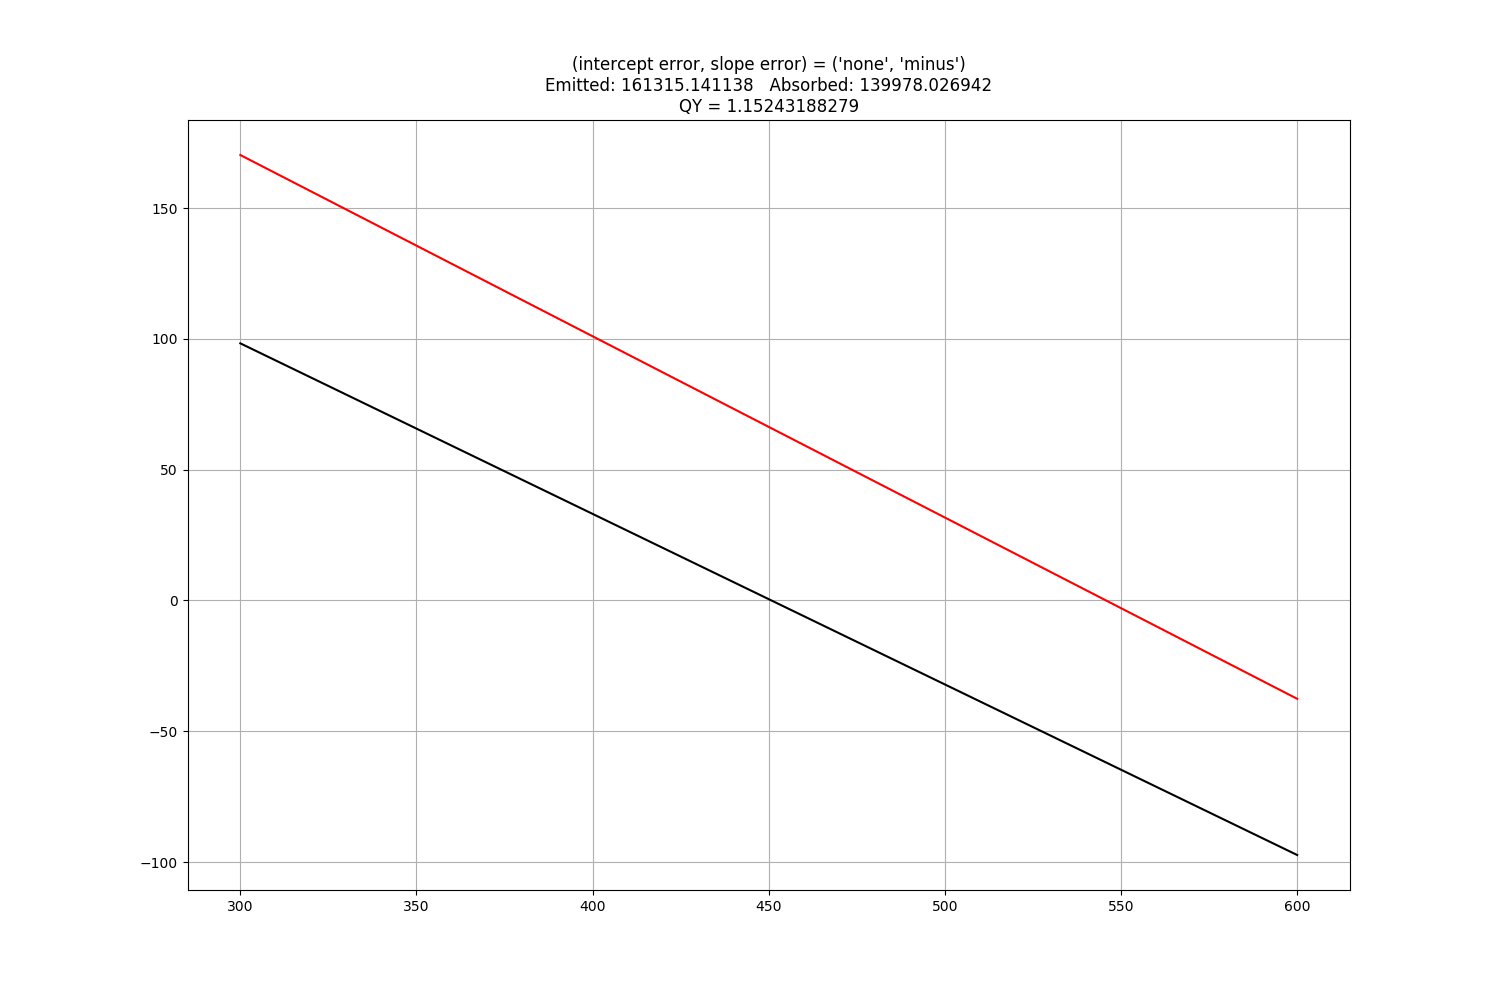 (intercept error, slope error) = ('none', 'minus')
Emitted: 161315.141138   Absorbed: 139978.026942
QY = 1.15243188279
150
100
50
0
−50
−100
300 350 400 450 500 550 600